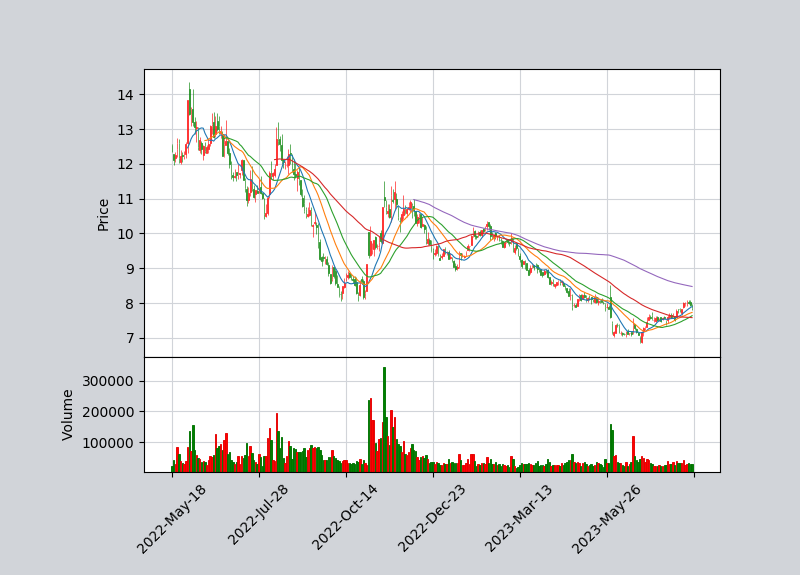 14
13
12
11
10
9
8
7
Price
300000
200000
100000
Volume
2022-May-18
2022-Jul-28
2022-Oct-14
2022-Dec-23
2023-Mar-13
2023-May-26